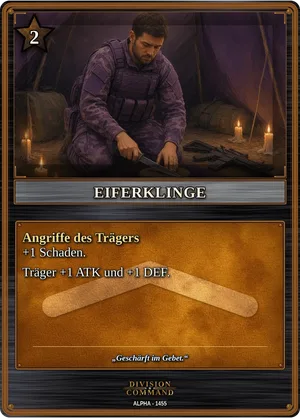 2
EIFERKLINGE
Angriffe des Trägers
+1 Schaden.
Träger +1 ATK und +1 DEF.
„Geschärft im Gebet.“
DIVISION
COMMAND
ALPHA - 1455